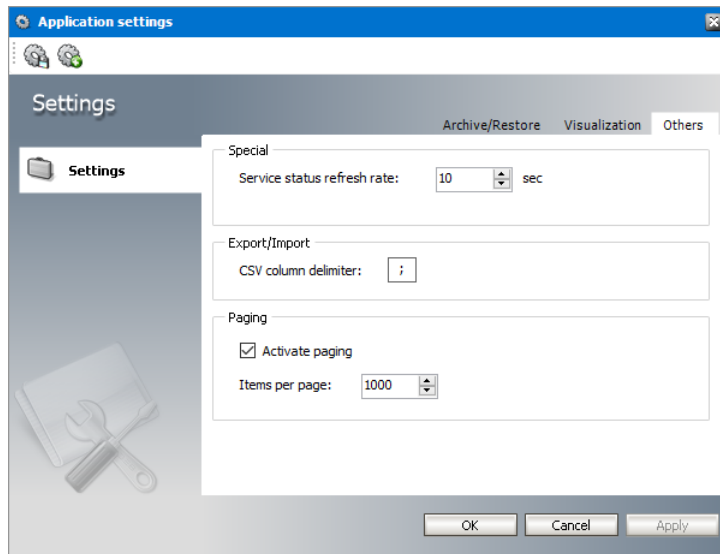 Application settings
Settings
Archive/Restore Visualization Others
Settings
Special
Service status refresh rate: 10 sec
Export/Import
CSV column delimiter: ;
Paging
Activate paging
Items per page: 1000
OK Cancel Apply